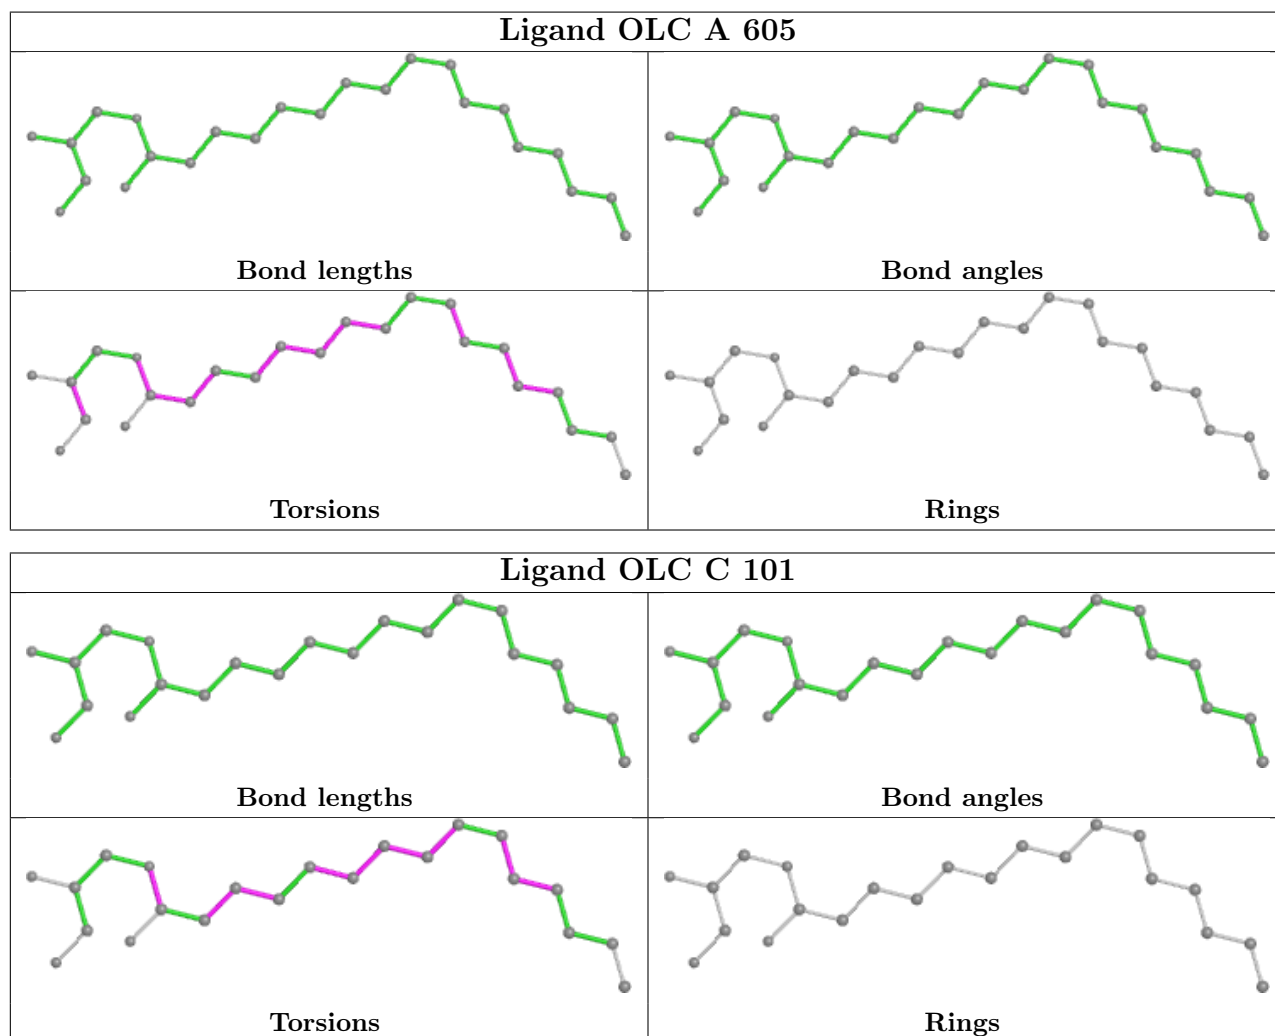 Ligand OLC A 605
Bond lengths
Bond angles
Torsions
Rings
Ligand OLC C 101
Bond lengths
Bond angles
Torsions
Rings